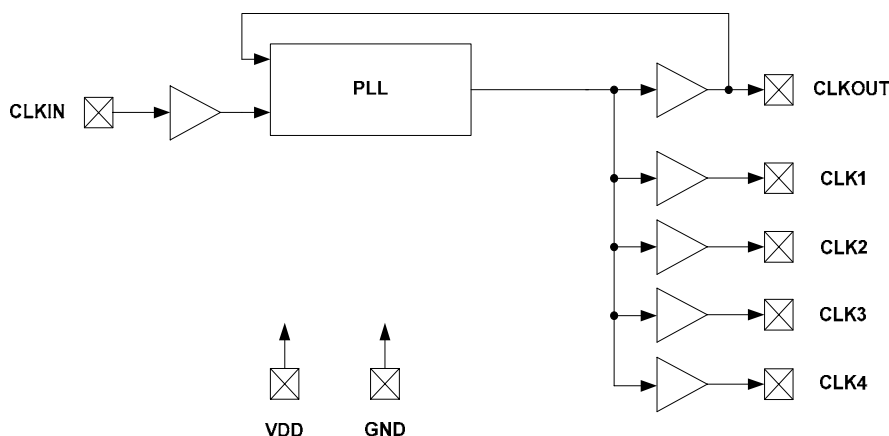 PLL
CLKIN
CLKOUT
CLK1
CLK2
CLK3
CLK4
VDD
GND